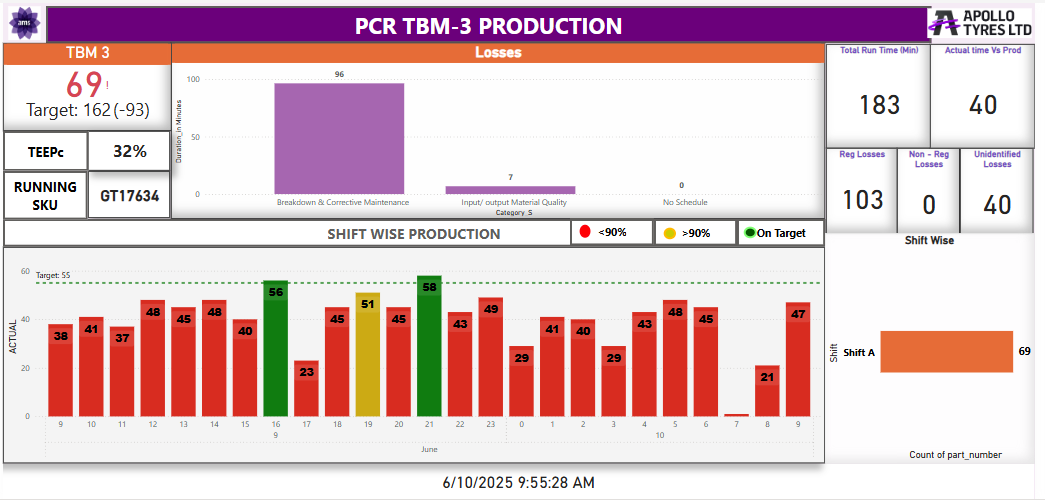 ams
PCR TBM-3 PRODUCTION
APOLLO
TYRES LTD
TBM 3
69!
Target: 162 (-93)
TEEPc
32%
RUNNING
SKU
GT17634
Losses
Duration_in Minutes
100
50
0
96
7
0
Breakdown & Corrective Maintenance
Input/ output Material Quality
No Schedule
Category_S
Total Run Time (Min)
183
Actual time Vs Prod
40
Reg Losses
103
Non - Reg
Losses
0
Unidentified
Losses
40
SHIFT WISE PRODUCTION
<90%
>90%
On Target
ACTUAL
60
40
20
0
Target: 55
38 41 37 48 45 48 40 56 23 45 51 45 58 43 49 29 41 40 29 43 48 45 21 47
9 10 11 12 13 14 15 16 17 18 19 20 21 22 23 0 1 2 3 4 5 6 7 8 9
9 10
June
Shift Wise
Shift
Shift A
69
Count of part_number
6/10/2025 9:55:28 AM